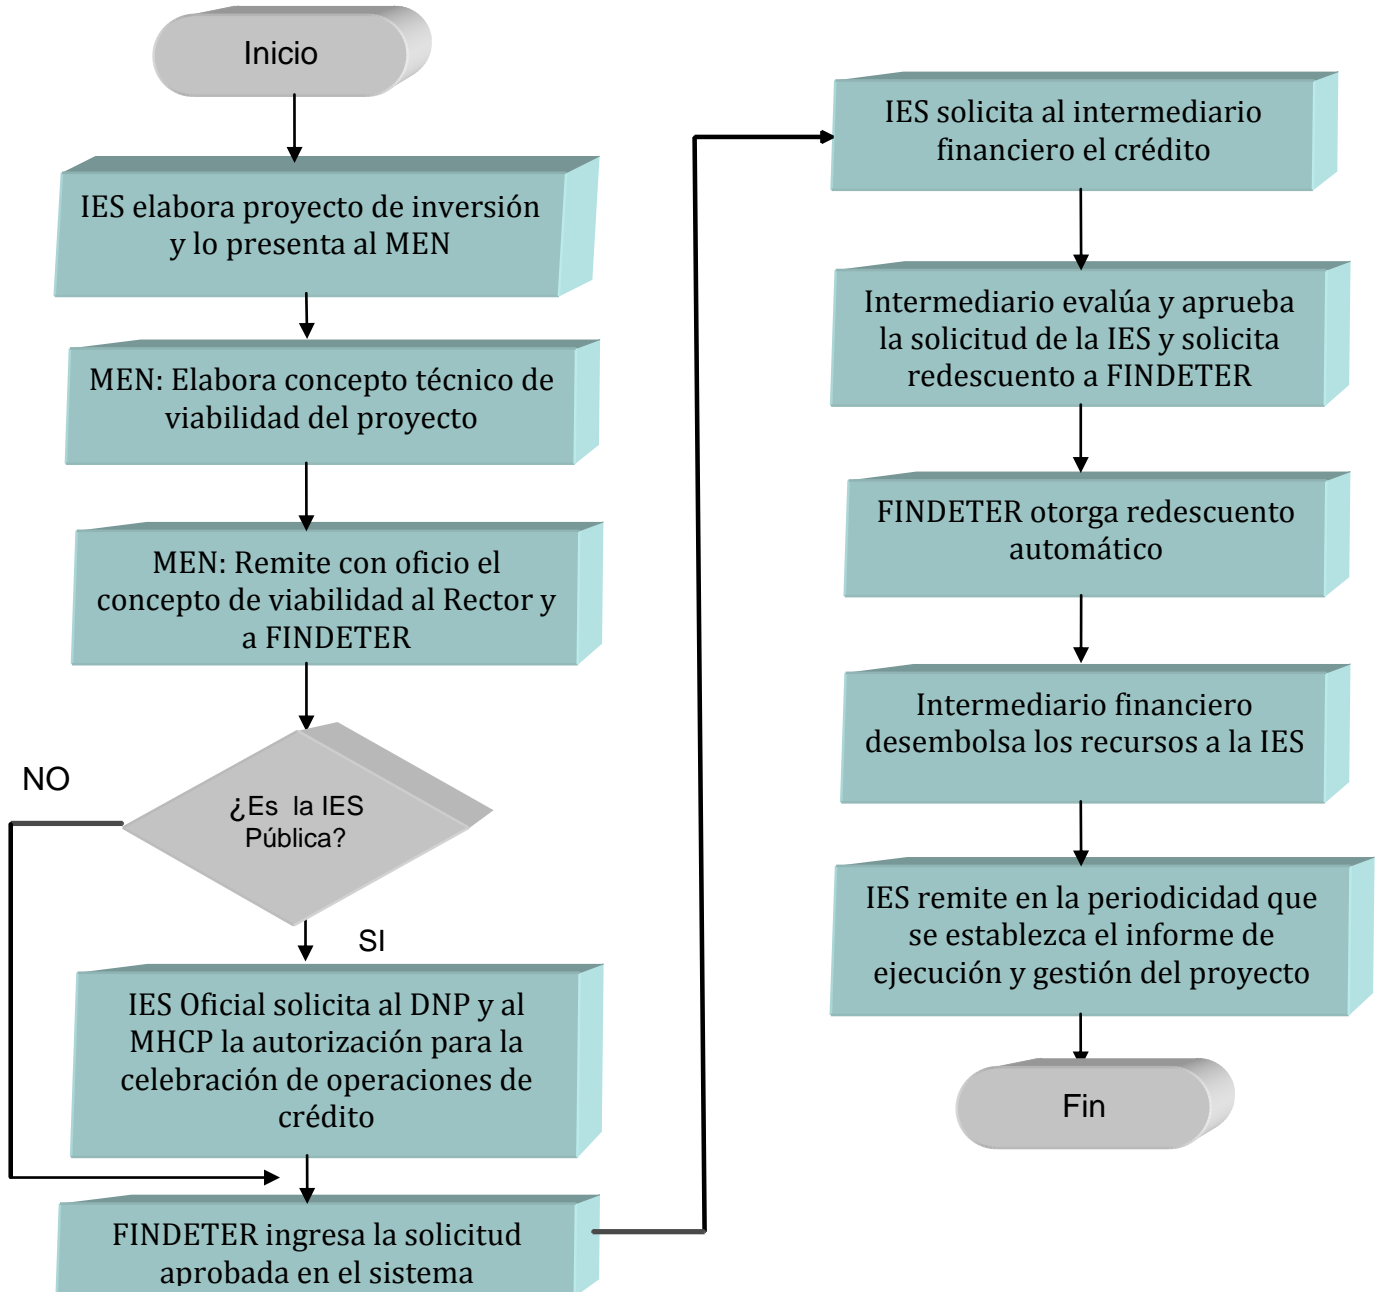 Inicio
IES elabora proyecto de inversión
y lo presenta al MEN
MEN: Elabora concepto técnico de
viabilidad del proyecto
MEN: Remite con oficio el
concepto de viabilidad al Rector y
a FINDETER
NO
¿Es la IES
Pública?
SI
IES Oficial solicita al DNP y al
MHCP la autorización para la
celebración de operaciones de
crédito
FINDETER ingresa la solicitud
aprobada en el sistema
IES solicita al intermediario
financiero el crédito
Intermediario evalúa y aprueba
la solicitud de la IES y solicita
redescuento a FINDETER
FINDETER otorga redescuento
automático
Intermediario financiero
desembolsa los recursos a la IES
IES remite en la periodicidad que
se establezca el informe de
ejecución y gestión del proyecto
Fin